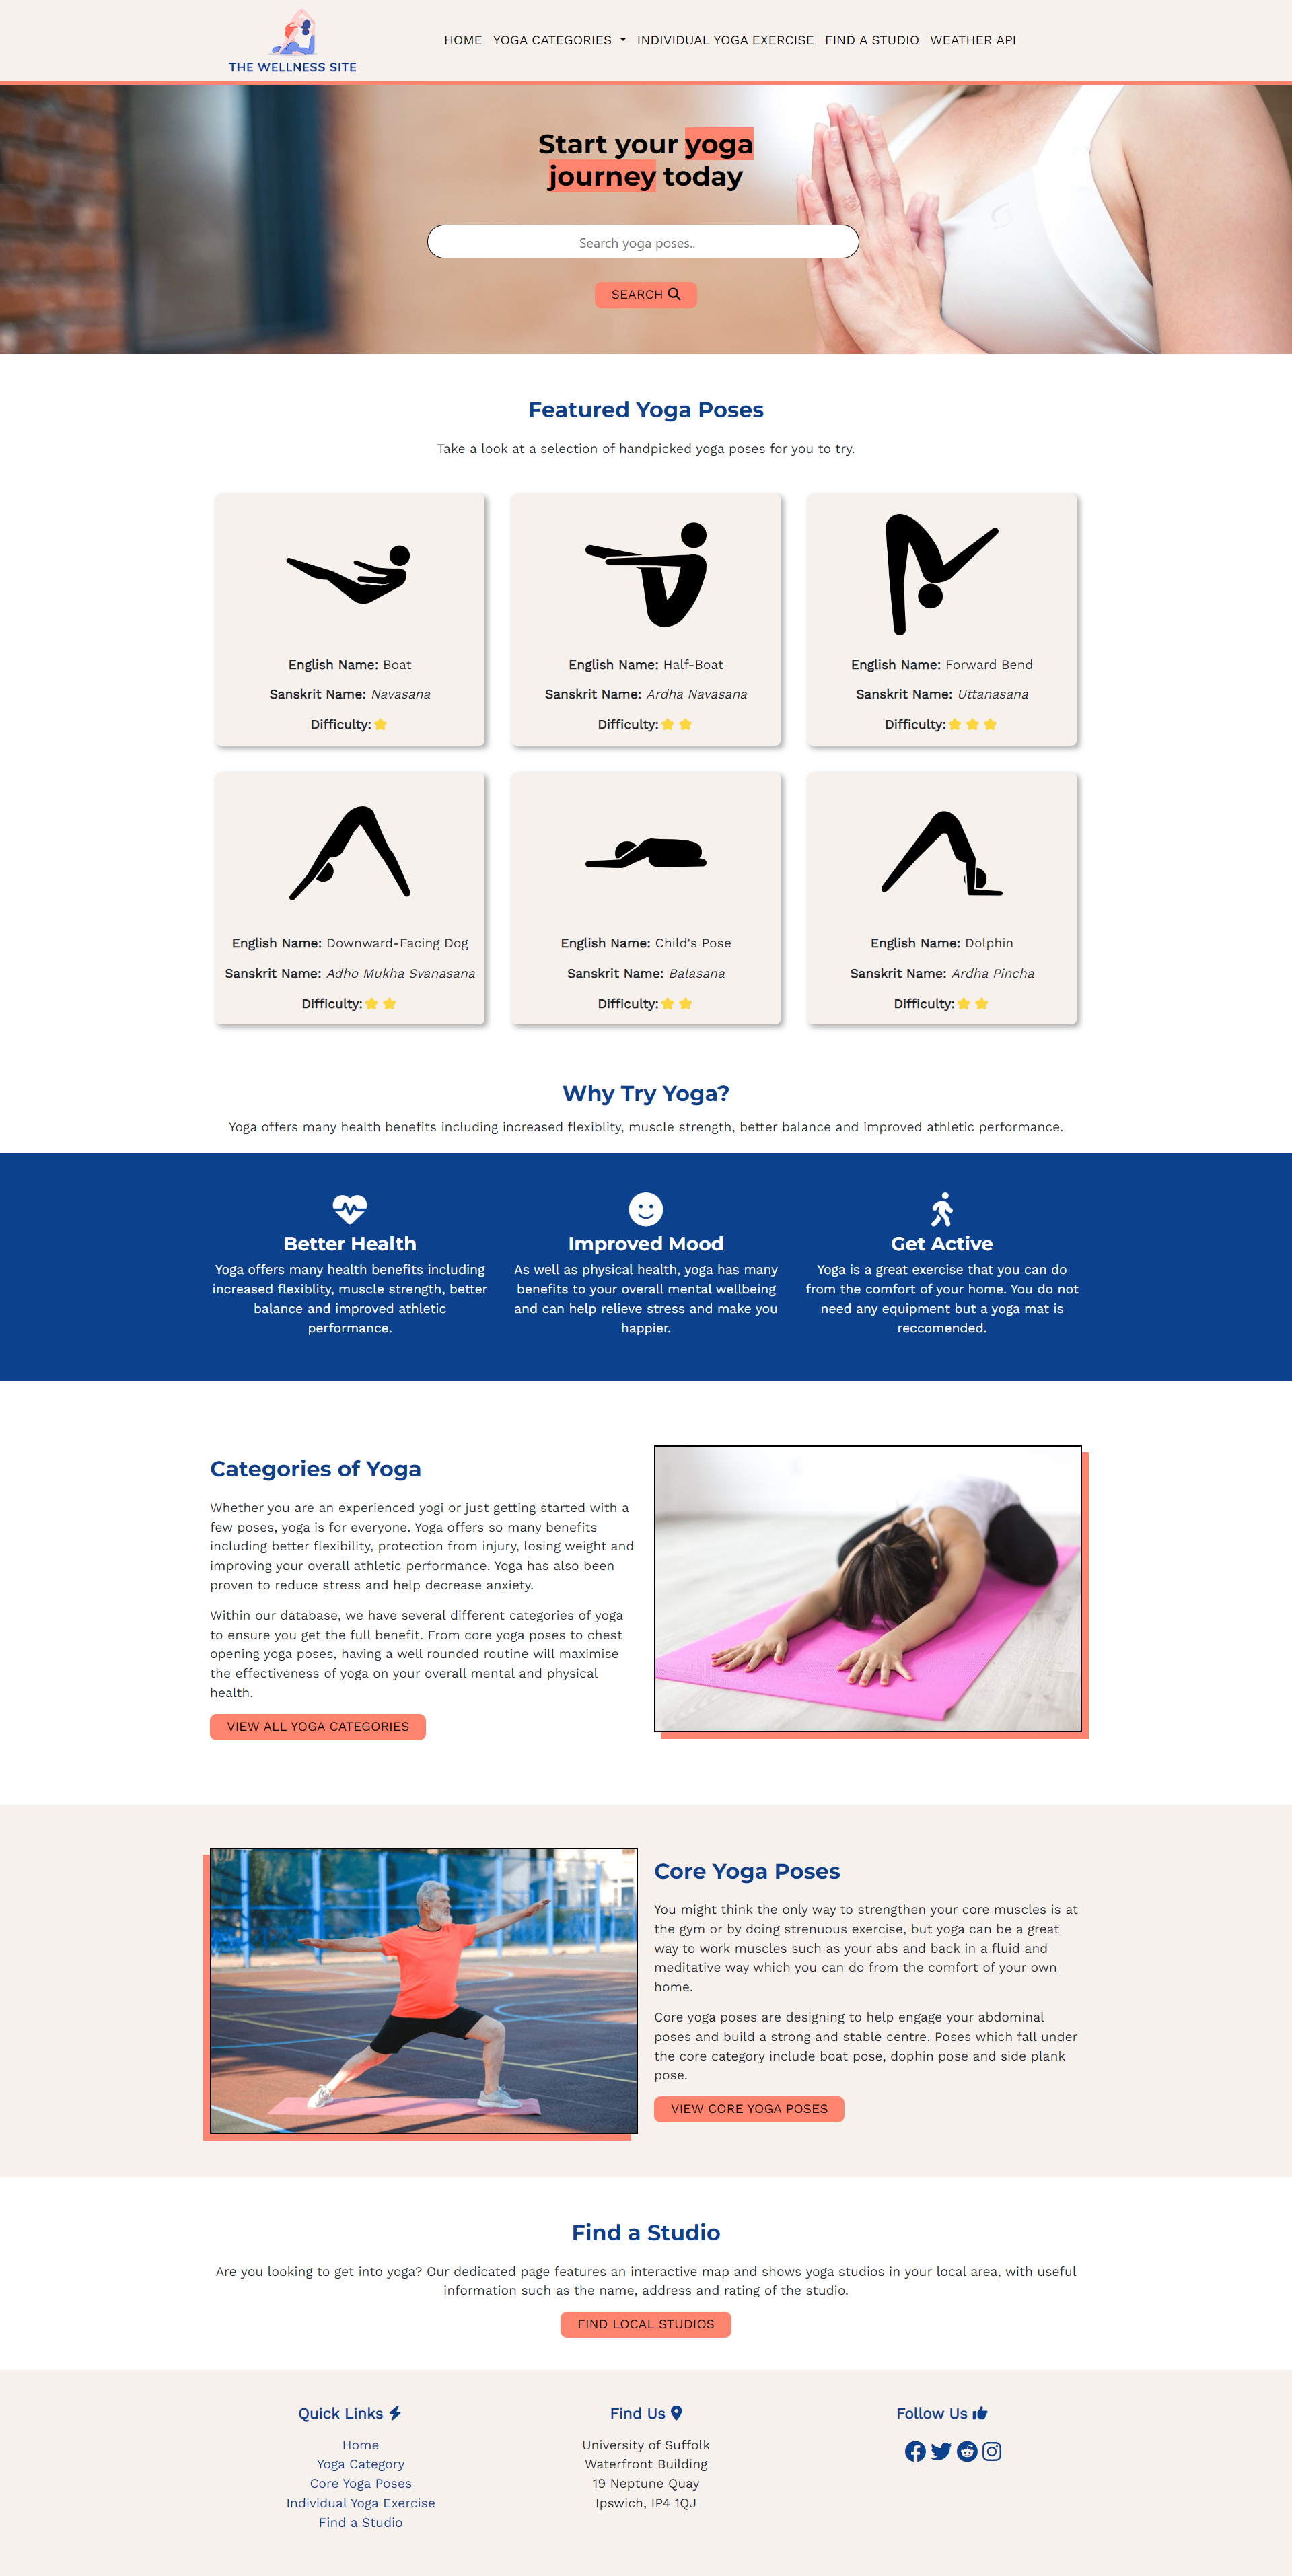 THE WELLNESS SITE
HOME YOGA CATEGORIES INDIVIDUAL YOGA EXERCISE FIND A STUDIO WEATHER API
Start your yoga
journey today
Search yoga poses..
SEARCH
Featured Yoga Poses
Take a look at a selection of handpicked yoga poses for you to try.
English Name: Boat
Sanskrit Name: Navasana
Difficulty:
English Name: Half-Boat
Sanskrit Name: Ardha Navasana
Difficulty:
English Name: Forward Bend
Sanskrit Name: Uttanasana
Difficulty:
English Name: Downward-Facing Dog
Sanskrit Name: Adho Mukha Svanasana
Difficulty:
English Name: Child's Pose
Sanskrit Name: Balasana
Difficulty:
English Name: Dolphin
Sanskrit Name: Ardha Pincha
Difficulty:
Why Try Yoga?
Yoga offers many health benefits including increased flexiblity, muscle strength, better balance and improved athletic performance.
Better Health
Yoga offers many health benefits including
increased flexiblity, muscle strength, better
balance and improved athletic
performance.
Improved Mood
As well as physical health, yoga has many
benefits to your overall mental wellbeing
and can help relieve stress and make you
happier.
Get Active
Yoga is a great exercise that you can do
from the comfort of your home. You do not
need any equipment but a yoga mat is
reccomended.
Categories of Yoga
Whether you are an experienced yogi or just getting started with a
few poses, yoga is for everyone. Yoga offers so many benefits
including better flexibility, protection from injury, losing weight and
improving your overall athletic performance. Yoga has also been
proven to reduce stress and help decrease anxiety.
Within our database, we have several different categories of yoga
to ensure you get the full benefit. From core yoga poses to chest
opening yoga poses, having a well rounded routine will maximise
the effectiveness of yoga on your overall mental and physical
health.
VIEW ALL YOGA CATEGORIES
Core Yoga Poses
You might think the only way to strengthen your core muscles is at
the gym or by doing strenuous exercise, but yoga can be a great
way to work muscles such as your abs and back in a fluid and
meditative way which you can do from the comfort of your own
home.
Core yoga poses are designing to help engage your abdominal
poses and build a strong and stable centre. Poses which fall under
the core category include boat pose, dophin pose and side plank
pose.
VIEW CORE YOGA POSES
Find a Studio
Are you looking to get into yoga? Our dedicated page features an interactive map and shows yoga studios in your local area, with useful
information such as the name, address and rating of the studio.
FIND LOCAL STUDIOS
Quick Links
Home
Yoga Category
Core Yoga Poses
Individual Yoga Exercise
Find a Studio
Find Us
University of Suffolk
Waterfront Building
19 Neptune Quay
Ipswich, IP4 1QJ
Follow Us